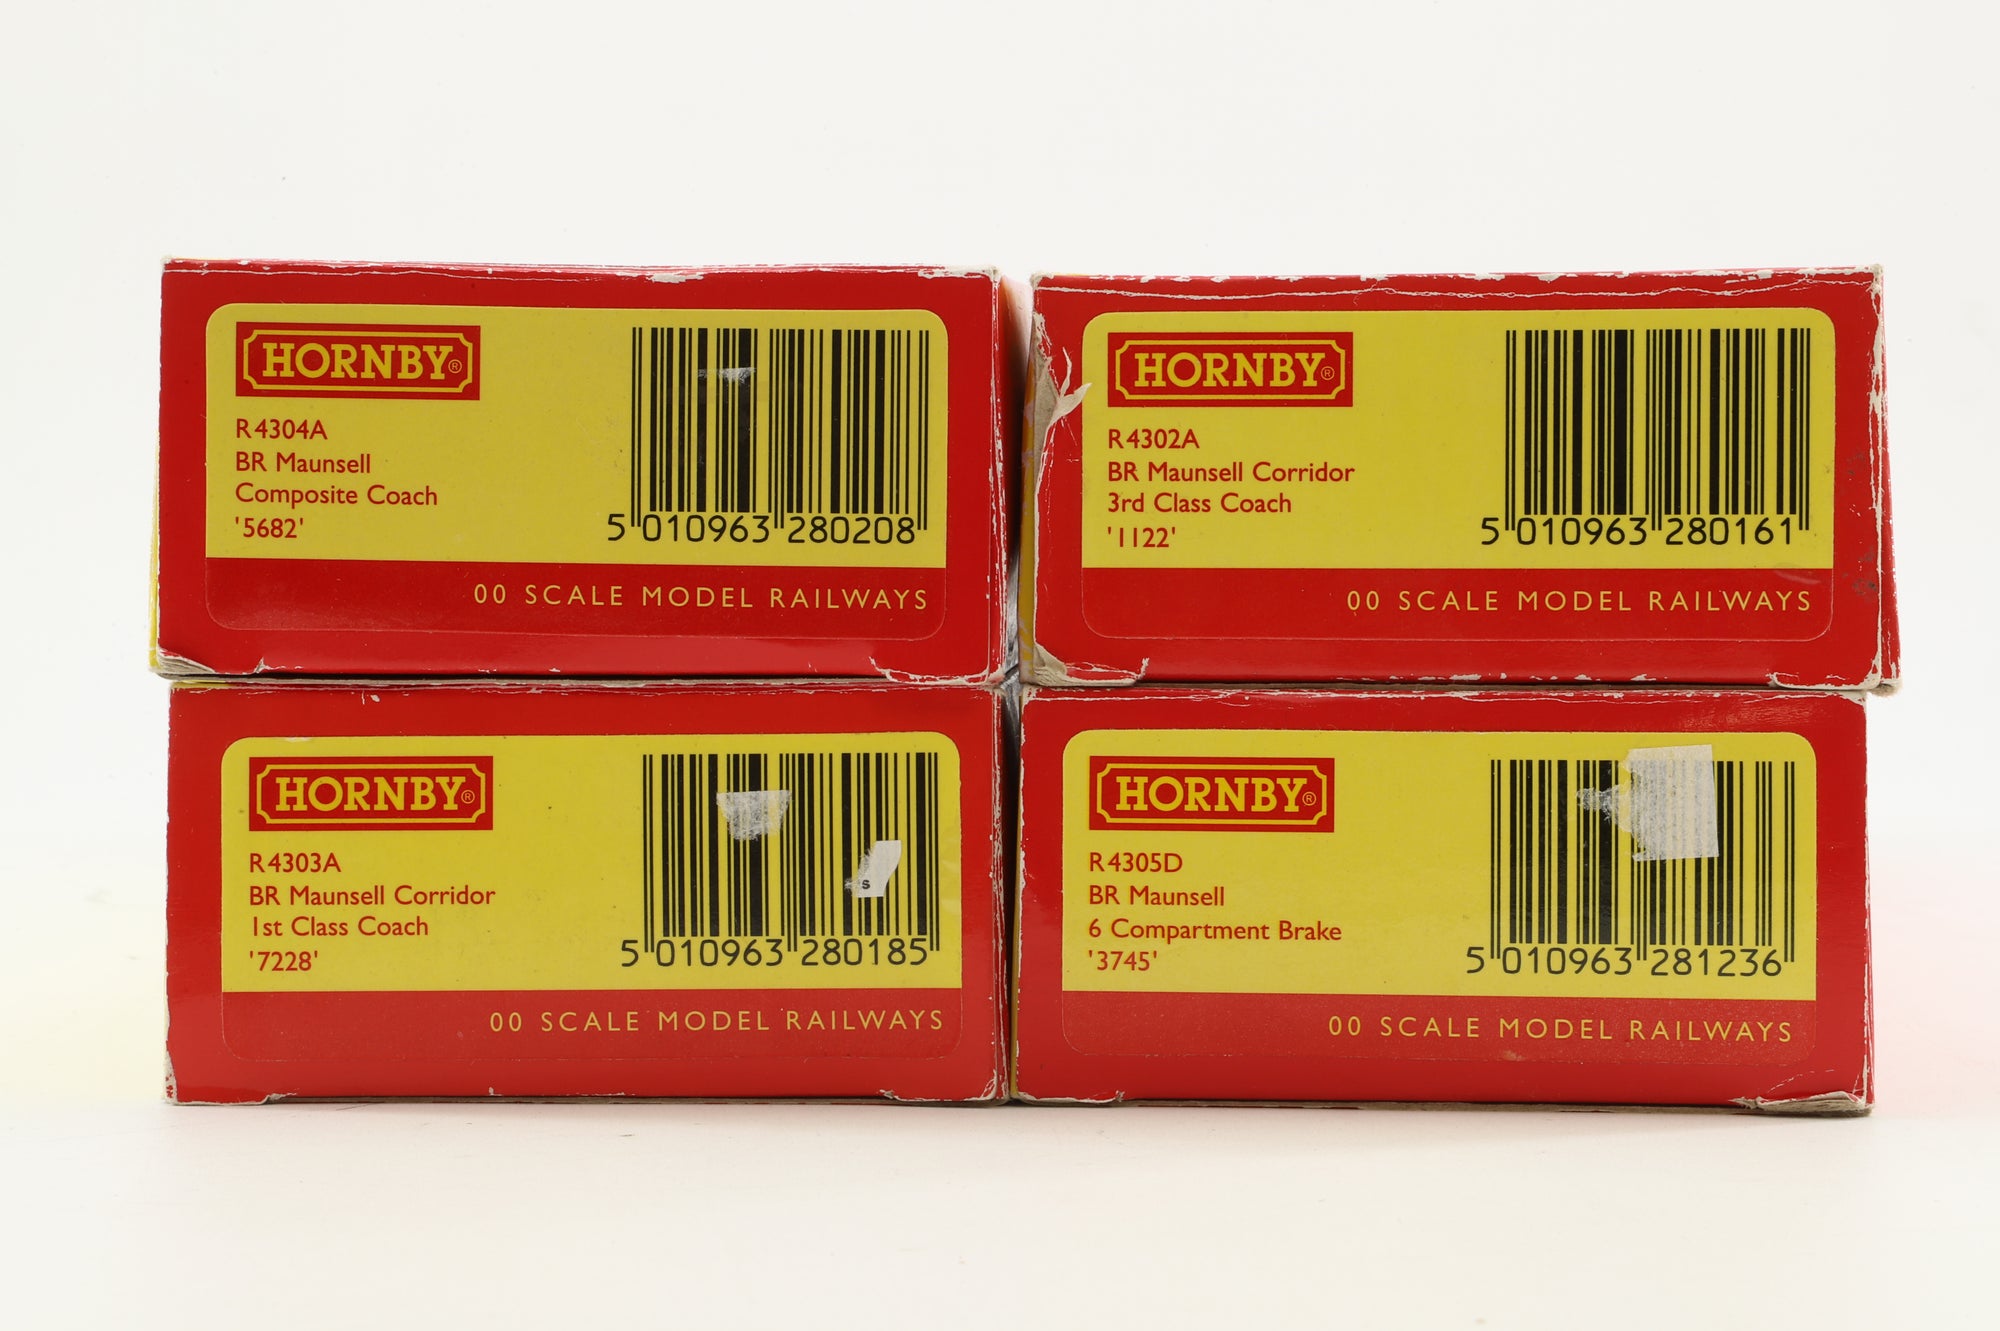 HORNBY®
R4304A
BR Maunsell
Composite Coach
'5682'
5 010963 280208
00 SCALE MODEL RAILWAYS
HORNBY®
R4302A
BR Maunsell Corridor
3rd Class Coach
'1122'
5 010963 280161
00 SCALE MODEL RAILWAYS
HORNBY®
R4303A
BR Maunsell Corridor
1st Class Coach
'7228'
s
5 010963 280185
00 SCALE MODEL RAILWAYS
HORNBY®
R4305D
BR Maunsell
6 Compartment Brake
'3745'
5 010963 281236
00 SCALE MODEL RAILWAYS